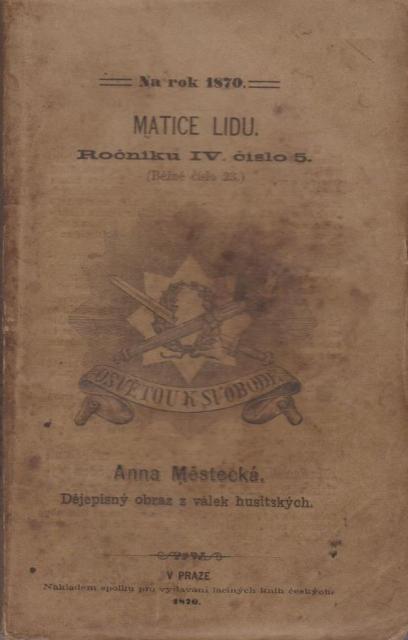 Na rok 1870.
MATICE LIDU.
Ročníku IV. číslo 5.
(Běžné číslo 23.)
OSVĚTOU K SVOBODĚ
Anna Městecká.
Dějepisný obraz z válek husitských.
V PRAZE
Nákladem spolku pro vydávání laciných knih českých.
1870.